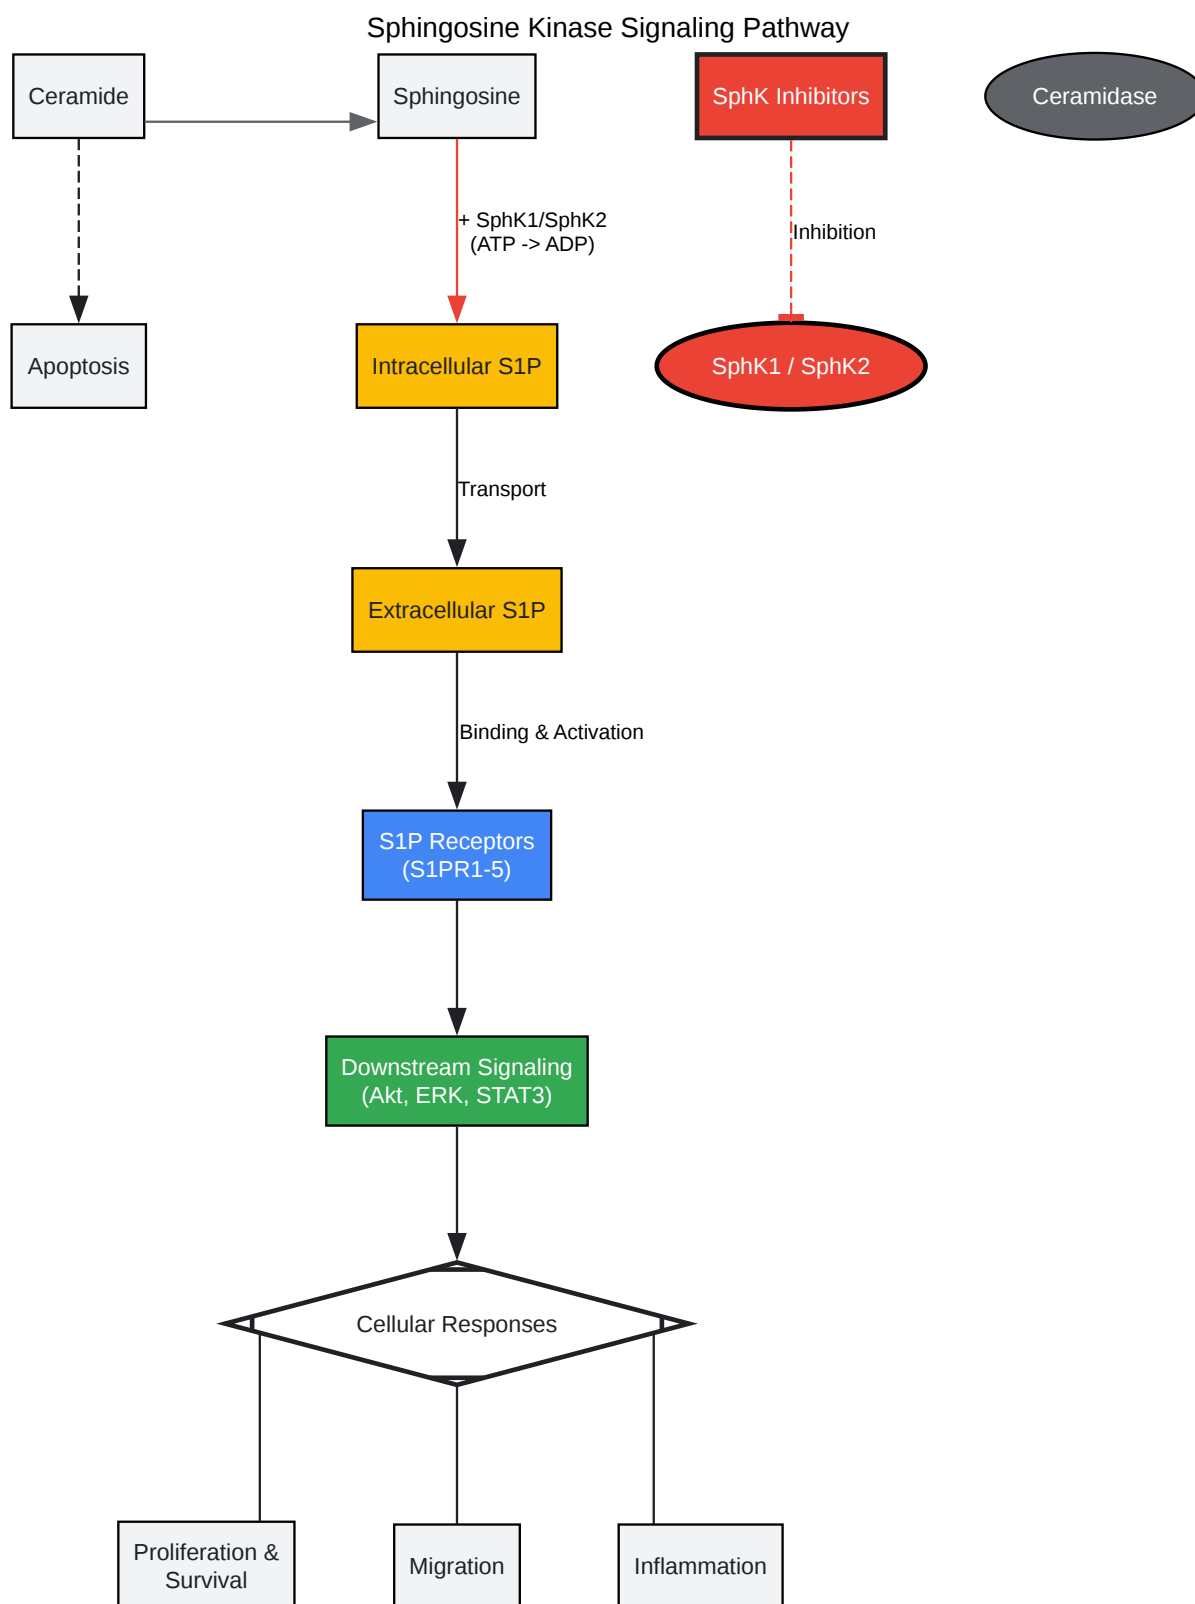 Sphingosine Kinase Signaling Pathway
Ceramide
Sphingosine
SphK Inhibitors
Ceramidase
+ SphK1/SphK2
(ATP -> ADP)
Inhibition
Apoptosis
Intracellular S1P
SphK1 / SphK2
Transport
Extracellular S1P
Binding & Activation
S1P Receptors
(S1PR1-5)
Downstream Signaling
(Akt, ERK, STAT3)
Cellular Responses
Proliferation &
Survival
Migration
Inflammation